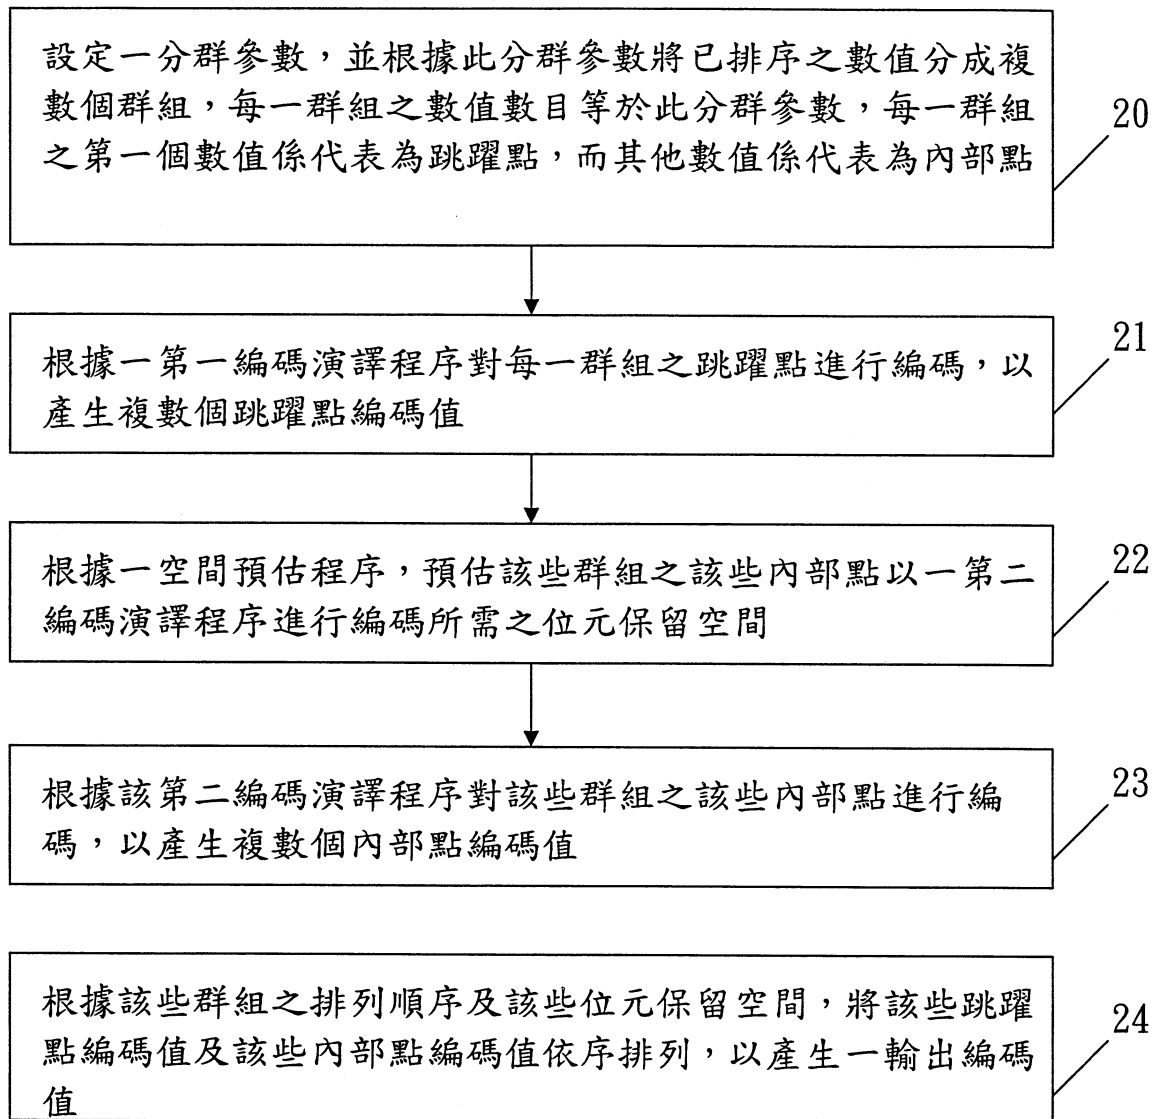 設定一分群參數，並根據此分群參數將已排序之數值分成複
數個群組，每一群組之數值數目等於此分群參數，每一群組
之第一個數值係代表為跳躍點，而其他數值係代表為內部點
20
根據一第一編碼演譯程序對每一群組之跳躍點進行編碼，以
產生複數個跳躍點編碼值
21
根據一空間預估程序，預估該些群組之該些內部點以一第二
編碼演譯程序進行編碼所需之位元保留空間
22
根據該第二編碼演譯程序對該些群組之該些內部點進行編
碼，以產生複數個內部點編碼值
23
根據該些群組之排列順序及該些位元保留空間，將該些跳躍
點編碼值及該些內部點編碼值依序排列，以產生一輸出編碼
值
24